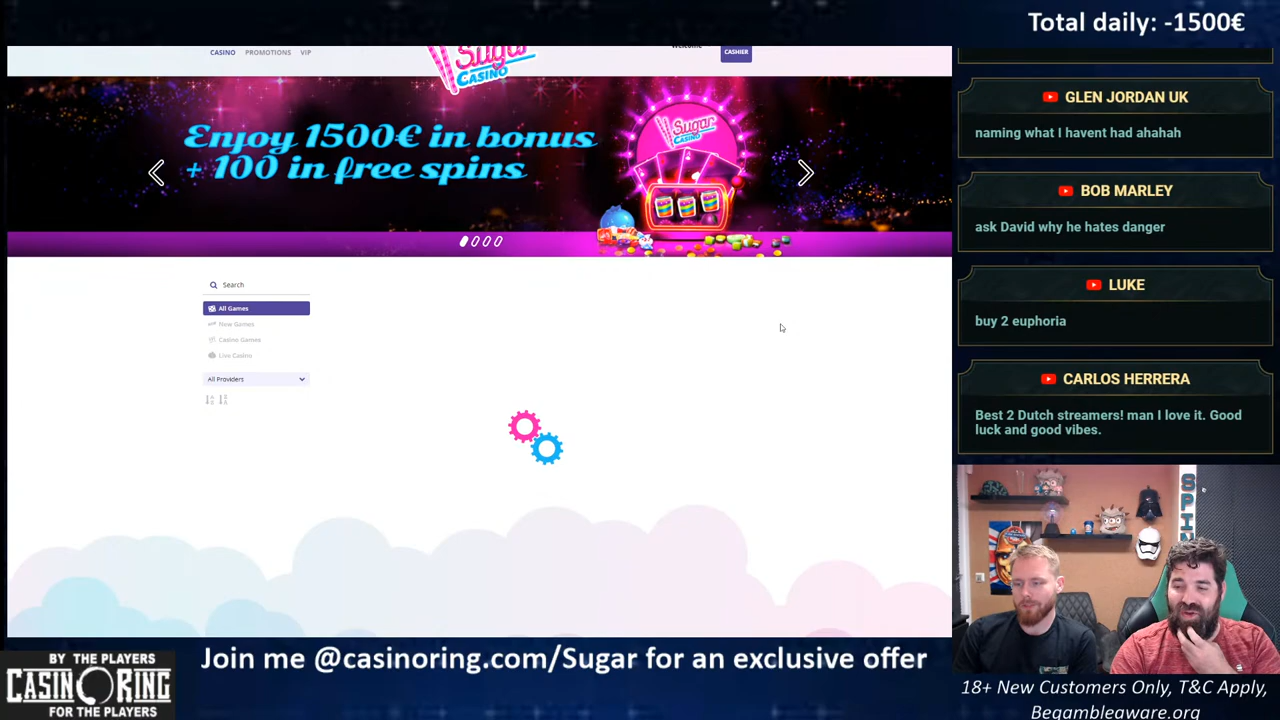 Total daily: -1500€
CASINO PROMOTIONS VIP
Sugar
CASINO
Welcome
CASHIER
Enjoy 1500€ in bonus
+ 100 in free spins
Sugar
CASINO
Search
All Games
New Games
Casino Games
Live Casino
All Providers
GLEN JORDAN UK
naming what I havent had ahahah
BOB MARLEY
ask David why he hates danger
LUKE
buy 2 euphoria
CARLOS HERRERA
Best 2 Dutch streamers! man I love it. Good
luck and good vibes.
SPIN
BY THE PLAYERS
CASINORING
FOR THE PLAYERS
Join me @casinoring.com/Sugar for an exclusive offer
18+ New Customers Only, T&C Apply,
Begambleaware.org